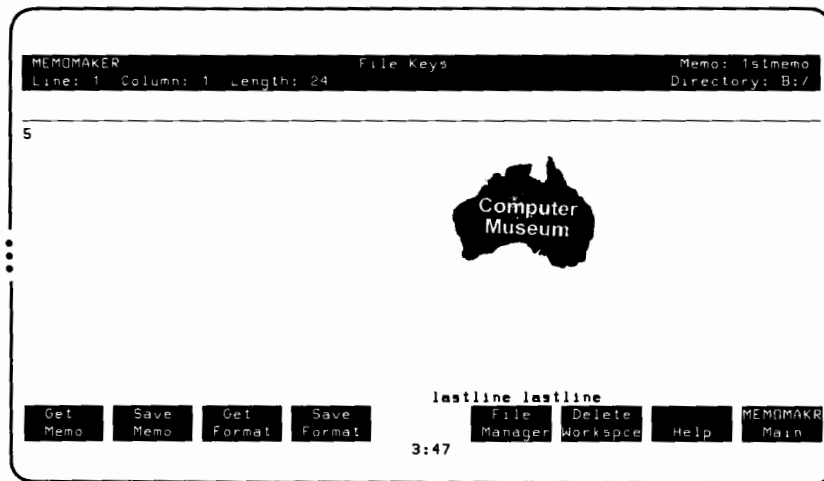 MEMOMAKER File Keys Memo: 1stmemo
Line: 1 Column: 1 Length: 24 Directory: B:/
5
Computer
Museum
lastline lastline
Get Memo Save Memo Get Format Save Format File Manager Delete Workspce Help MEMOMAKR Main
3:47